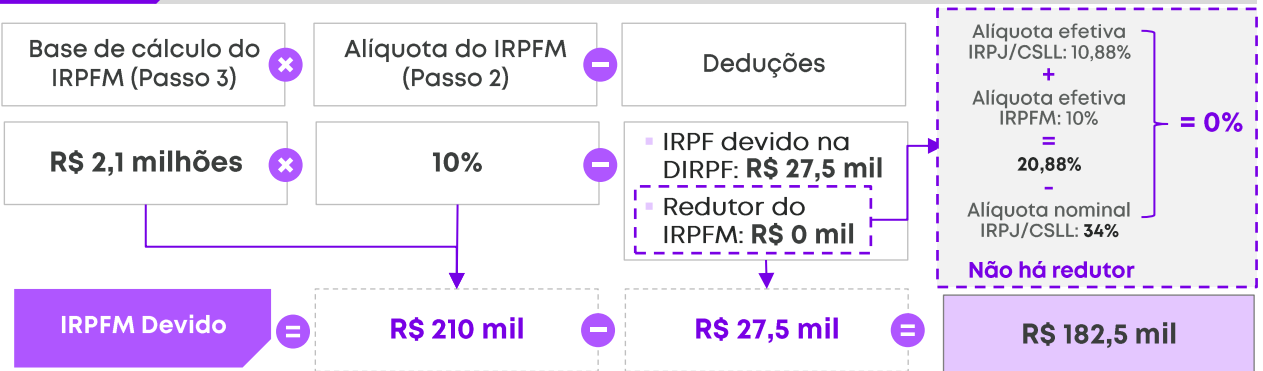 Base de cálculo do
IRPFM (Passo 3)
×
Alíquota do IRPFM
(Passo 2)
−
Deduções
R$ 2,1 milhões
×
10%
−
IRPF devido na
DIRPF: R$ 27,5 mil
Redutor do
IRPFM: R$ 0 mil
Alíquota efetiva
IRPJ/CSLL: 10,88%
+
Alíquota efetiva
IRPFM: 10%
=
20,88%
-
Alíquota nominal
IRPJ/CSLL: 34%
= 0%
Não há redutor
IRPFM Devido
=
R$ 210 mil
−
R$ 27,5 mil
=
R$ 182,5 mil